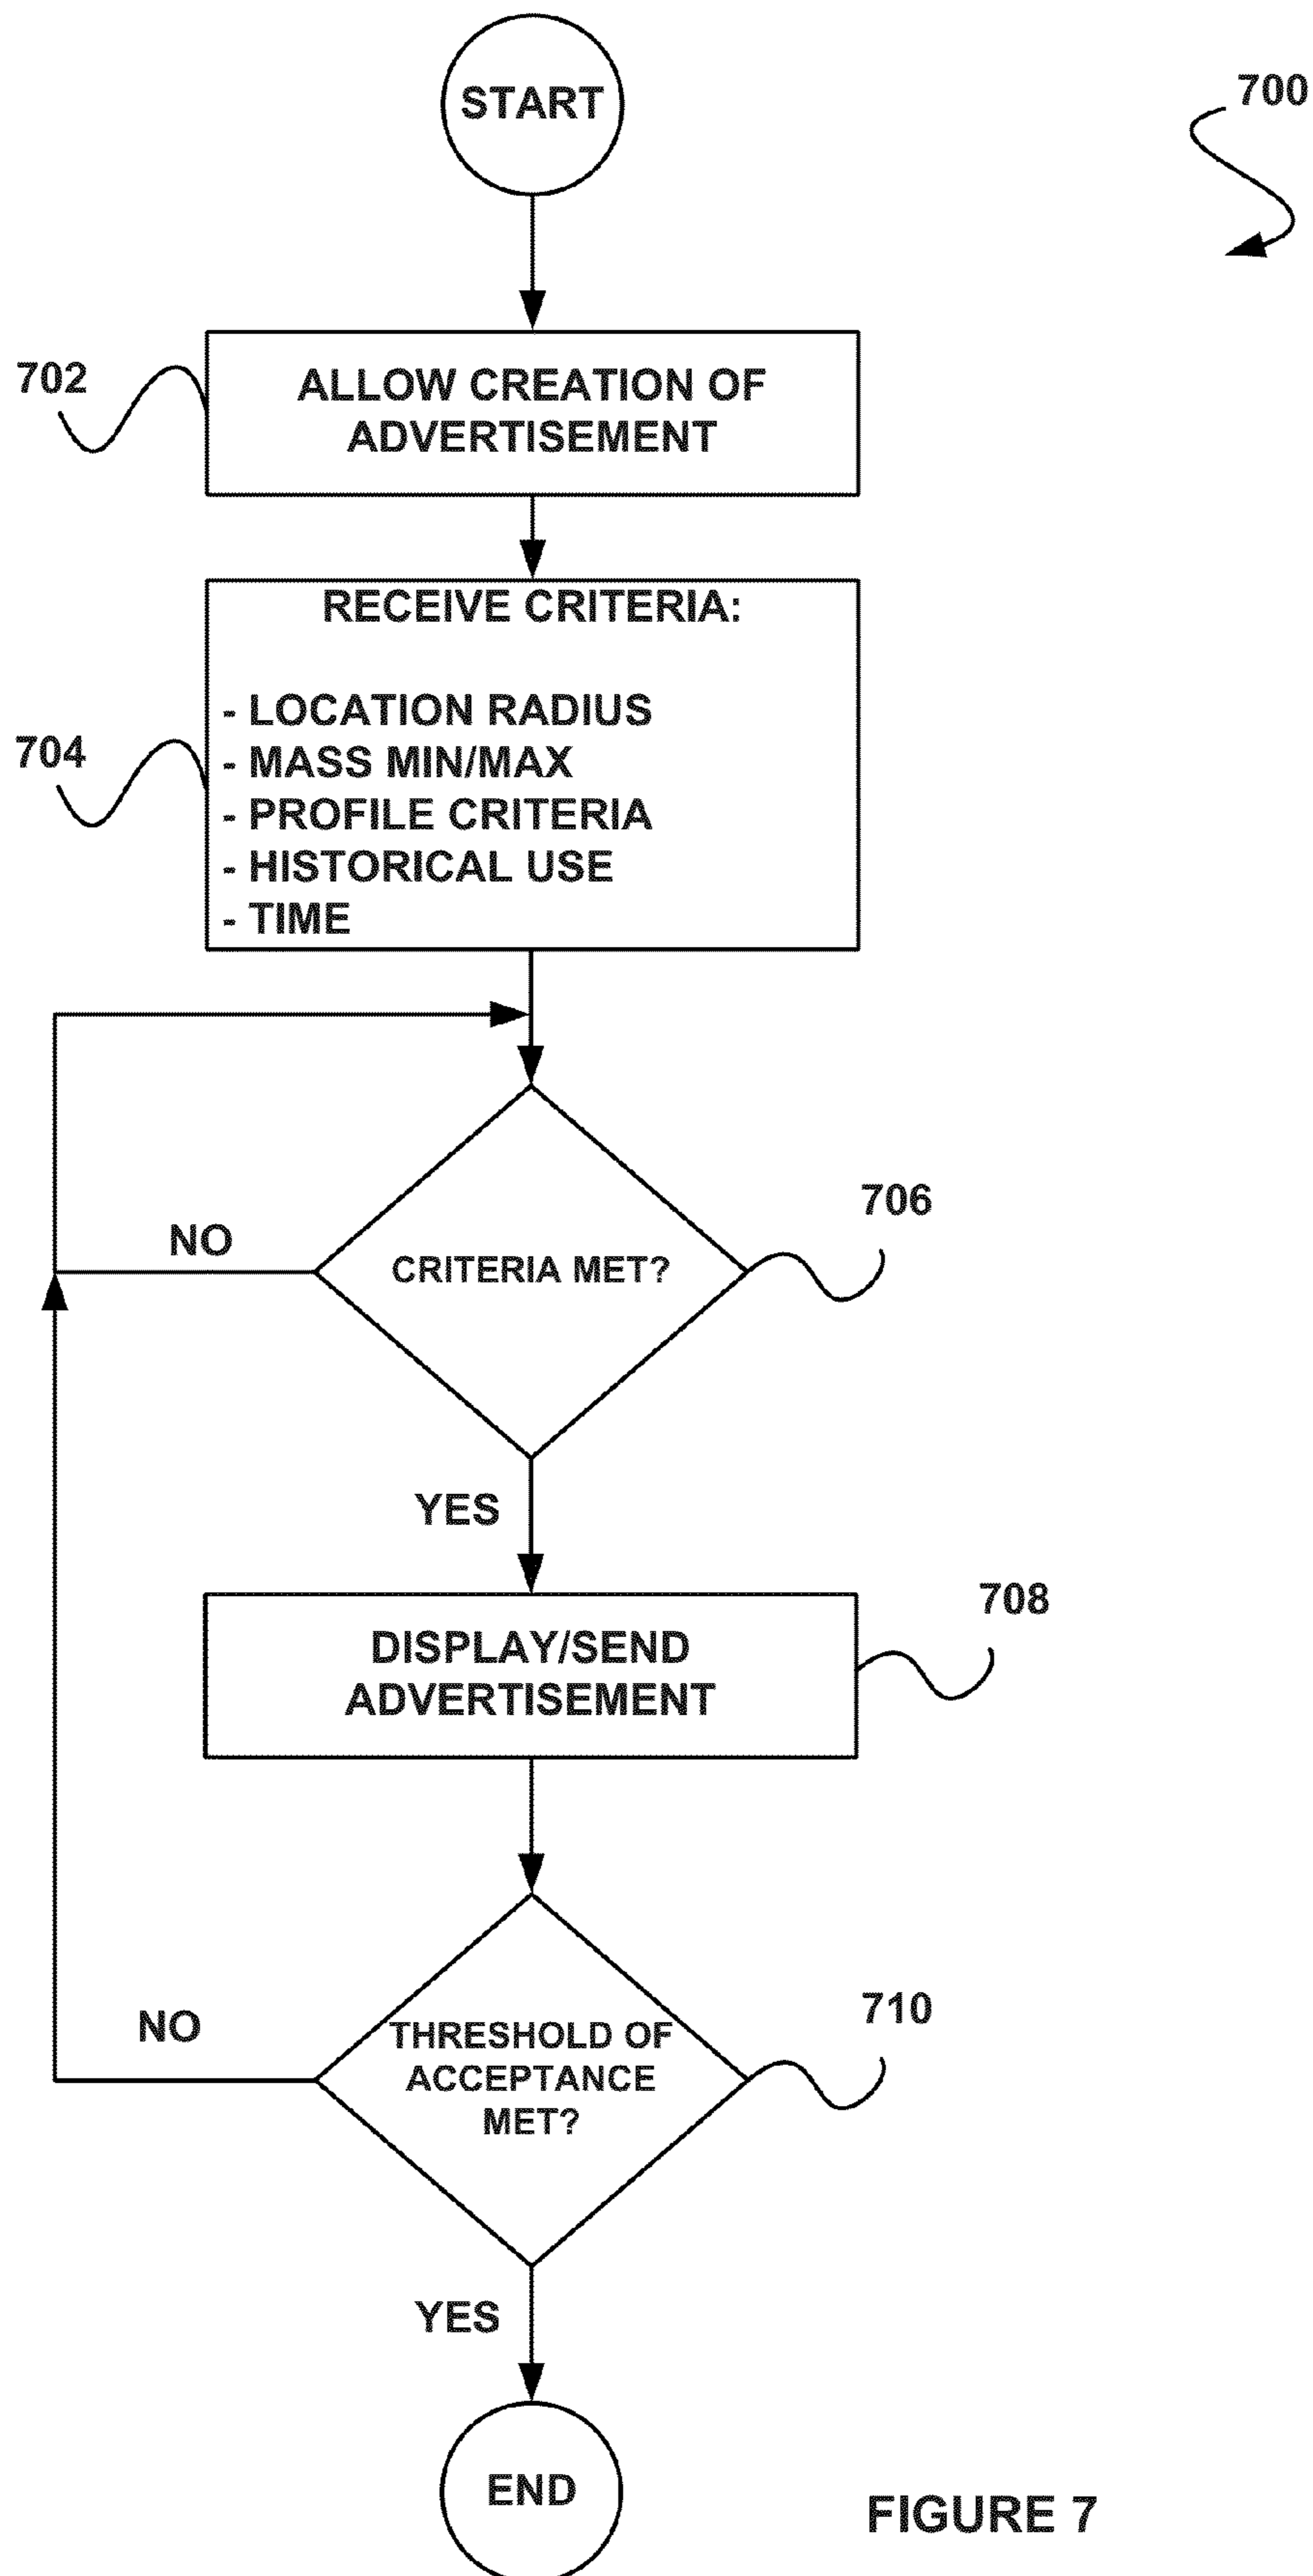 START
700
702
ALLOW CREATION OF
ADVERTISEMENT
RECEIVE CRITERIA:
- LOCATION RADIUS
704
- MASS MIN/MAX
- PROFILE CRITERIA
- HISTORICAL USE
- TIME
706
NO
CRITERIA MET?
YES
708
DISPLAY/SEND
ADVERTISEMENT
710
NO
THRESHOLD OF
ACCEPTANCE
MET?
YES
END
FIGURE 7